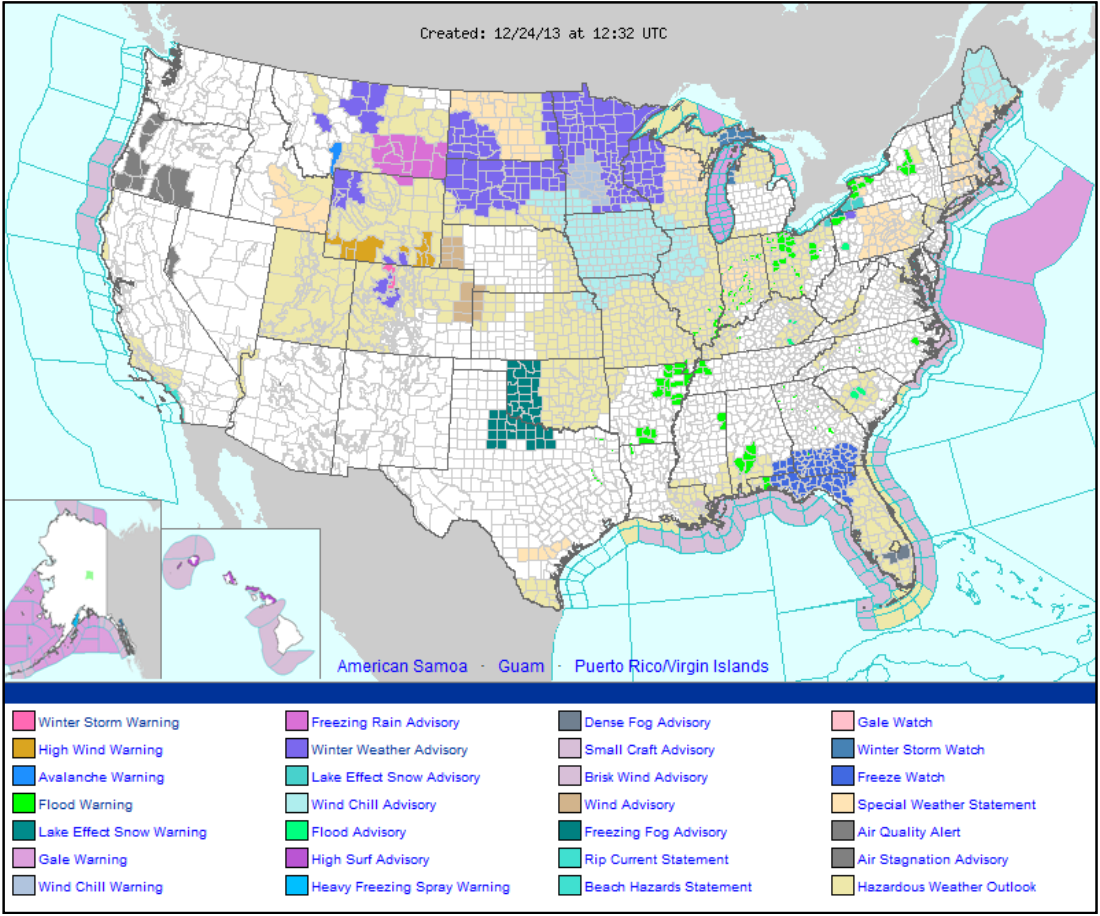 Created: 12/24/13 at 12:32 UTC
American Samoa - Guam - Puerto Rico/Virgin Islands
Winter Storm Warning
Freezing Rain Advisory
Dense Fog Advisory
Gale Watch
High Wind Warning
Winter Weather Advisory
Small Craft Advisory
Winter Storm Watch
Avalanche Warning
Lake Effect Snow Advisory
Brisk Wind Advisory
Freeze Watch
Flood Warning
Wind Chill Advisory
Wind Advisory
Special Weather Statement
Lake Effect Snow Warning
Flood Advisory
Freezing Fog Advisory
Air Quality Alert
Gale Warning
High Surf Advisory
Rip Current Statement
Air Stagnation Advisory
Wind Chill Warning
Heavy Freezing Spray Warning
Beach Hazards Statement
Hazardous Weather Outlook